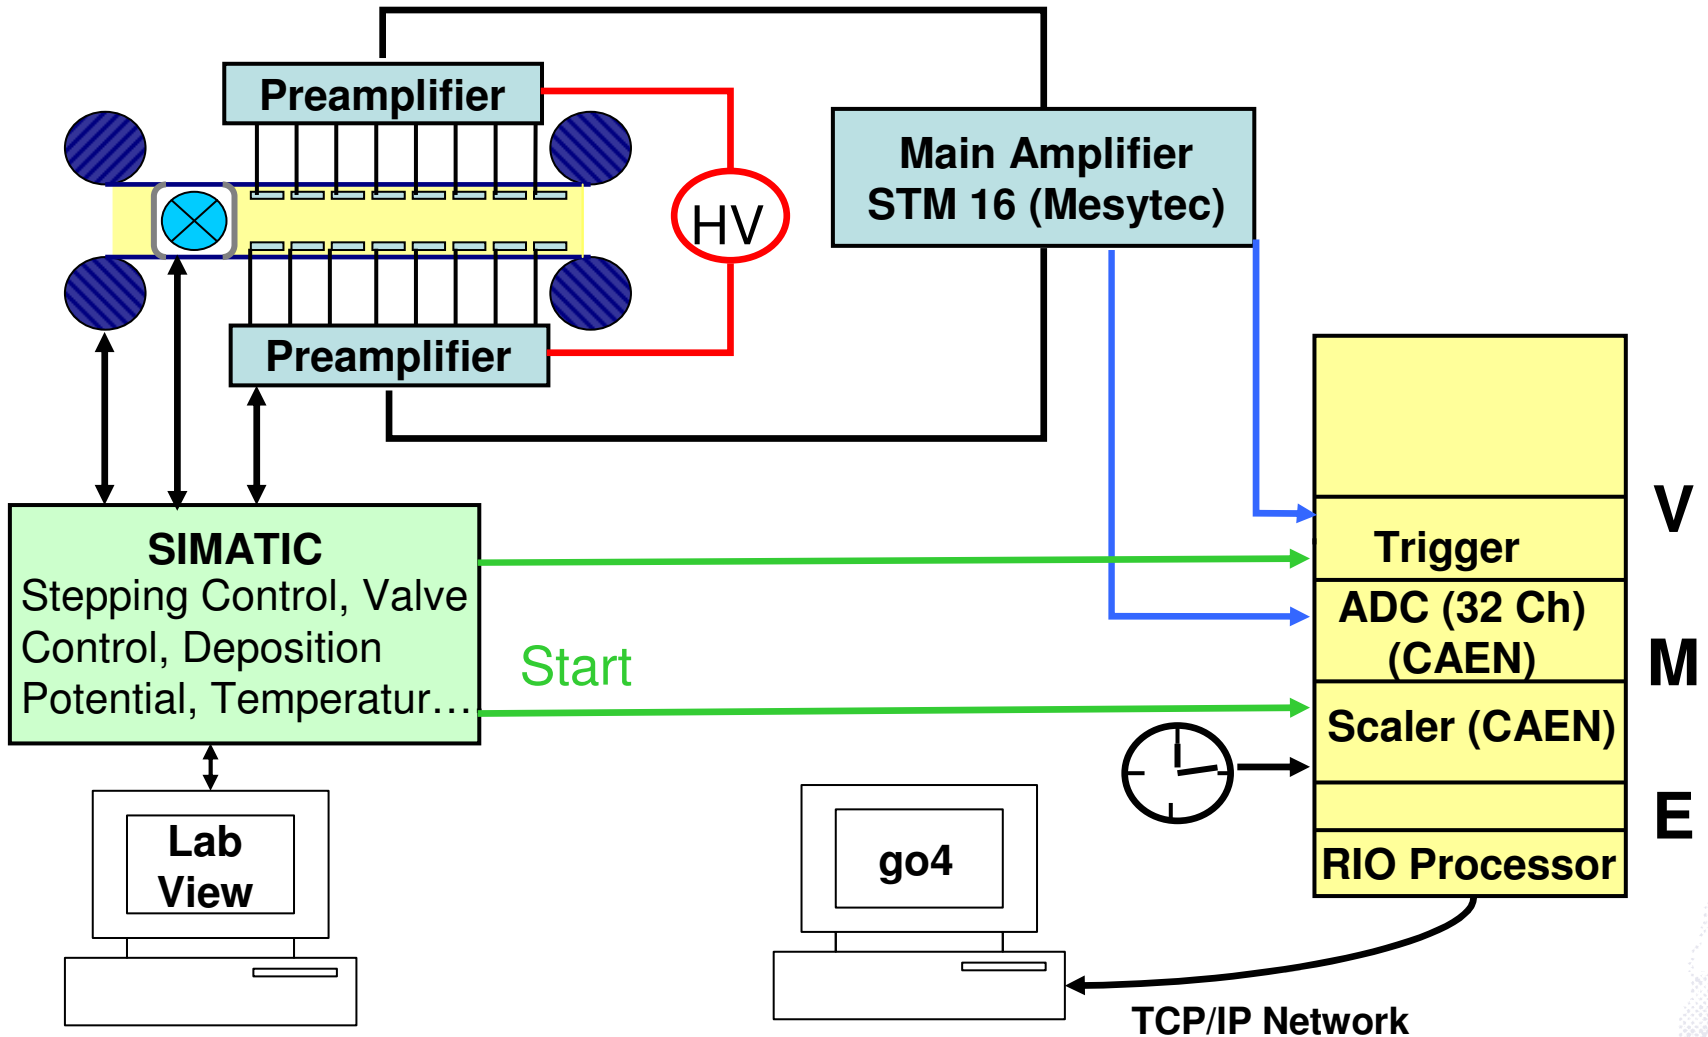 Preamplifier
Main Amplifier
STM 16 (Mesytec)
HV
Preamplifier
SIMATIC
Stepping Control, Valve
Control, Deposition
Potential, Temperatur…
Start
Trigger
ADC (32 Ch)
(CAEN)
Scaler (CAEN)
RIO Processor
V
M
E
Lab
View
go4
TCP/IP Network